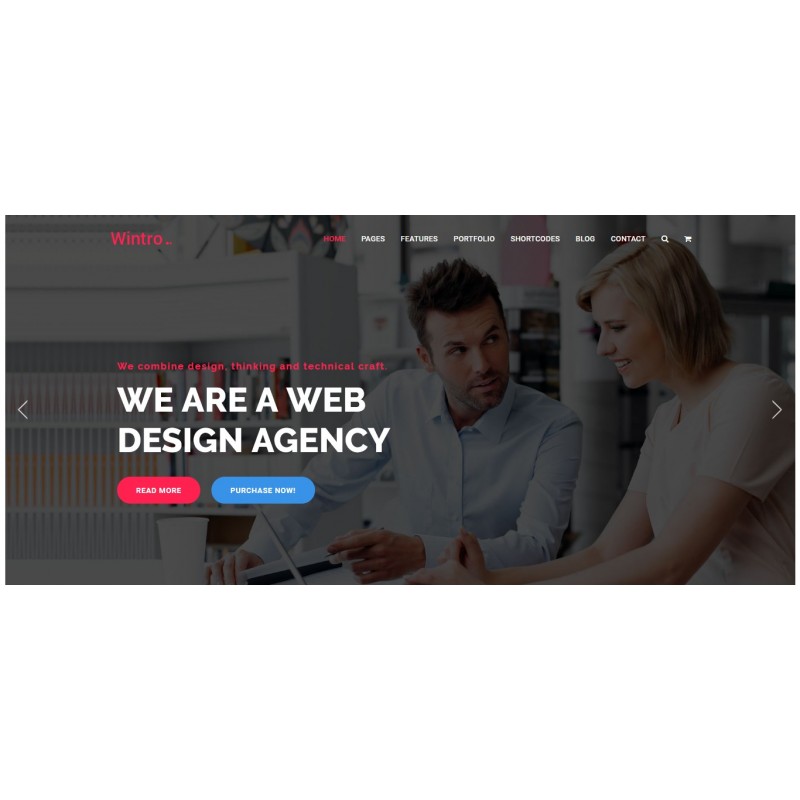 Wintro
HOME PAGES FEATURES PORTFOLIO SHORTCODES BLOG CONTACT
We combine design, thinking and technical craft.
WE ARE A WEB
DESIGN AGENCY
READ MORE PURCHASE NOW!